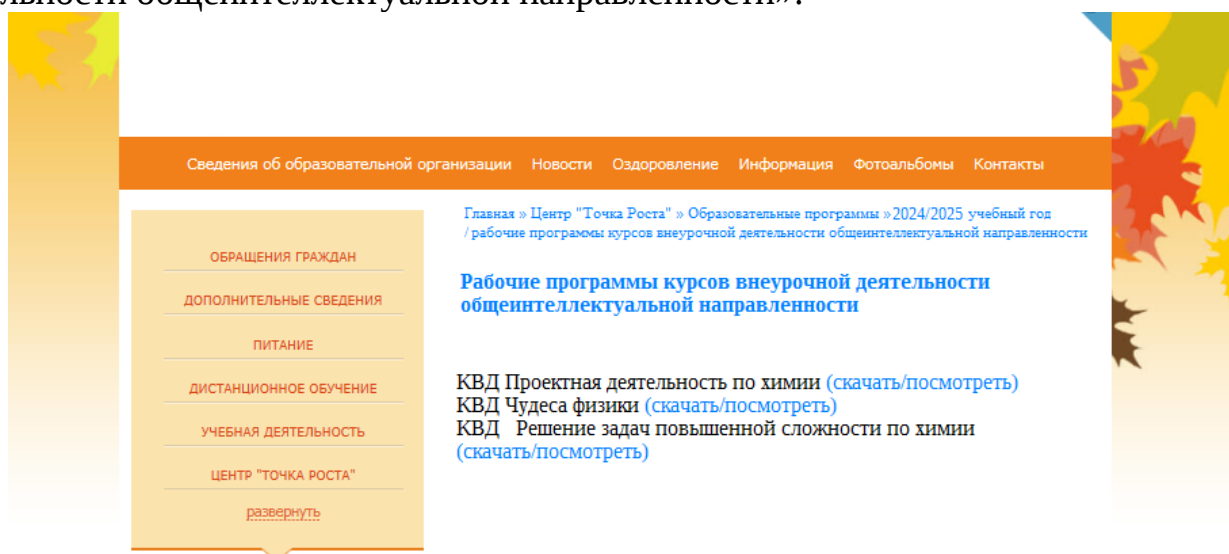 льности общеинтеллектуальной направленности»?
Сведения об образовательной организации Новости Оздоровление Информация Фотоальбомы Контакты
Главная » Центр "Точка Роста" » Образовательные программы »2024/2025 учебный год
/рабочие программы курсов внеурочной деятельности общеинтеллектуальной направленности
ОБРАЩЕНИЯ ГРАЖДАН
ДОПОЛНИТЕЛЬНЫЕ СВЕДЕНИЯ
ПИТАНИЕ
ДИСТАНЦИОННОЕ ОБУЧЕНИЕ
УЧЕБНАЯ ДЕЯТЕЛЬНОСТЬ
ЦЕНТР "ТОЧКА РОСТА"
развернуть
Рабочие программы курсов внеурочной деятельности
общеинтеллектуальной направленности
КВД Проектная деятельность по химии (скачать/посмотреть)
КВД Чудеса физики (скачать/посмотреть)
КВД Решение задач повышенной сложности по химии
(скачать/посмотреть)